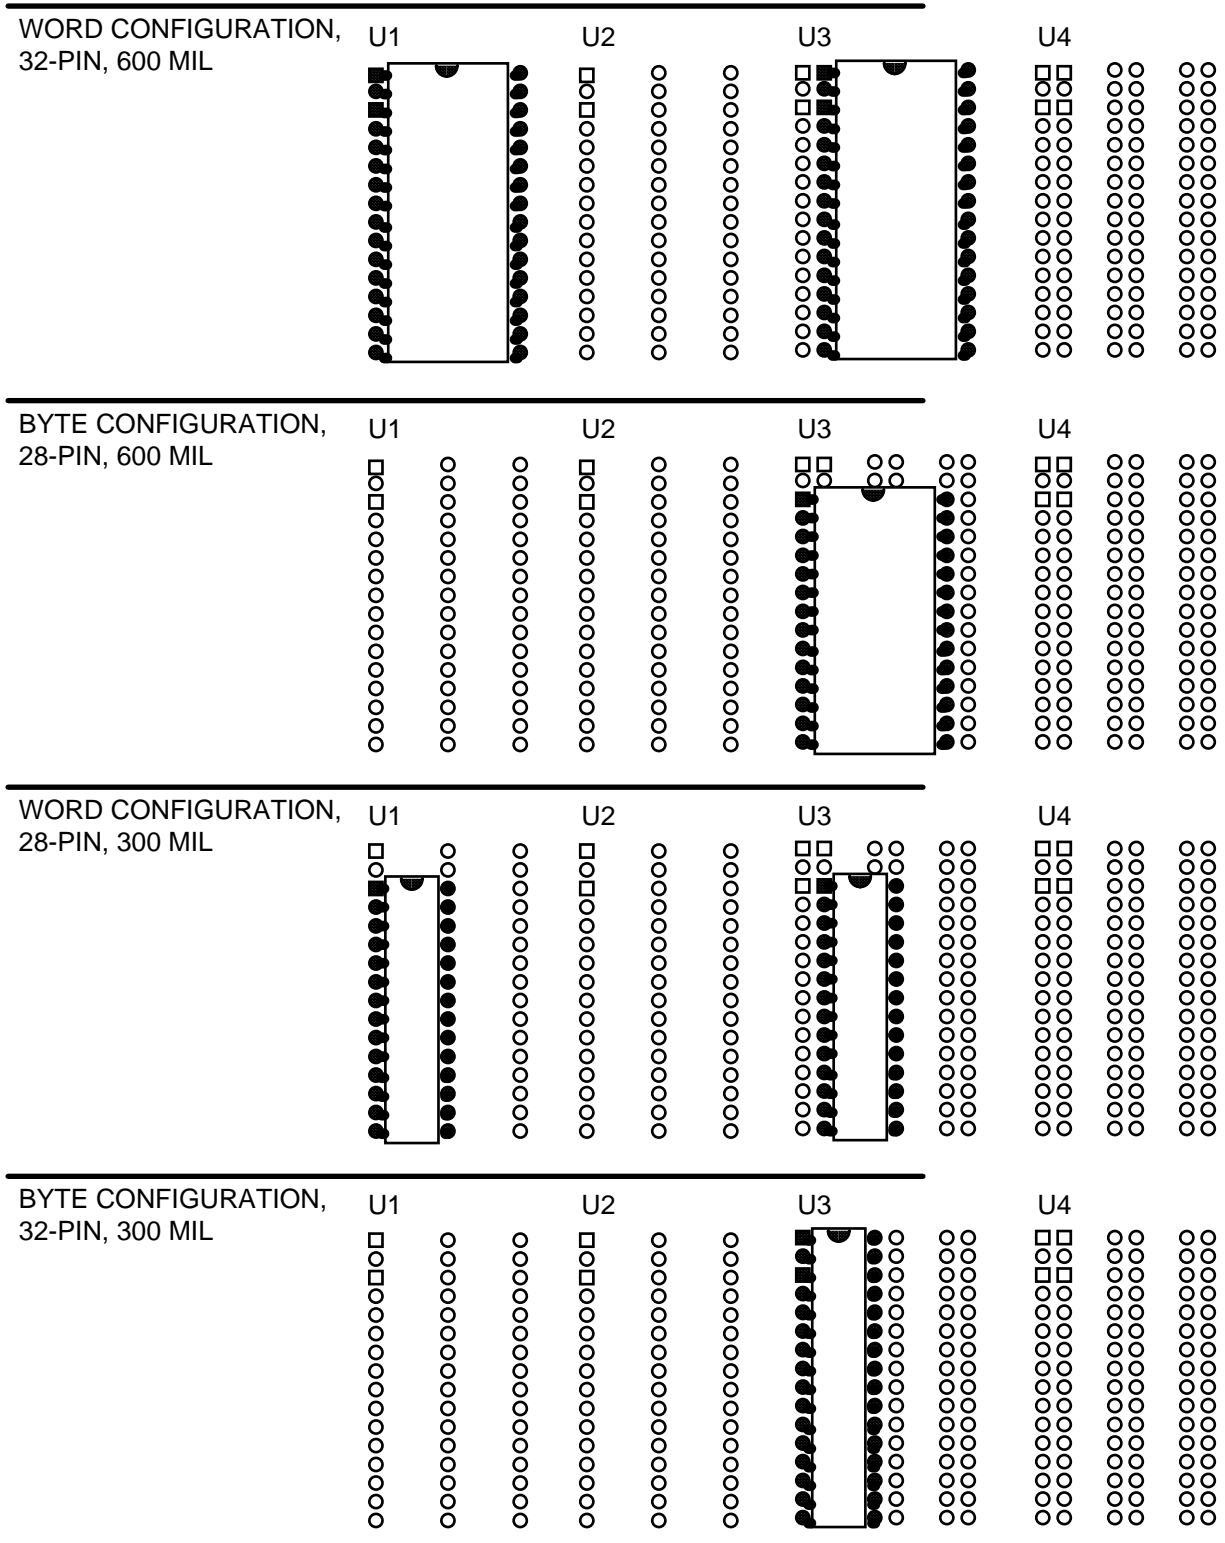 WORD CONFIGURATION,
32-PIN, 600 MIL
U1
U2
U3
U4
BYTE CONFIGURATION,
28-PIN, 600 MIL
U1
U2
U3
U4
WORD CONFIGURATION,
28-PIN, 300 MIL
U1
U2
U3
U4
BYTE CONFIGURATION,
32-PIN, 300 MIL
U1
U2
U3
U4